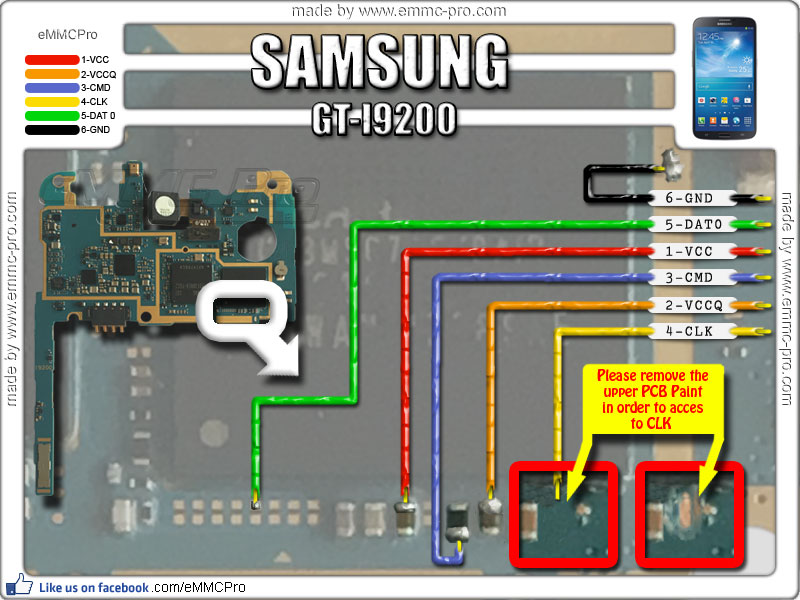 made by www.emmc-pro.com
eMMCPro
1-VCC
2-VCCQ
3-CMD
4-CLK
5-DAT 0
6-GND
SAMSUNG
GT-I9200
12:45
6-GND
5-DAT0
1-VCC
3-CMD
2-VCCQ
4-CLK
Please remove the
upper PCB Paint
in order to acces
to CLK
made by www.emmc-pro.com
made by www.emmc-pro.com
Like us on facebook.com/eMMCPro